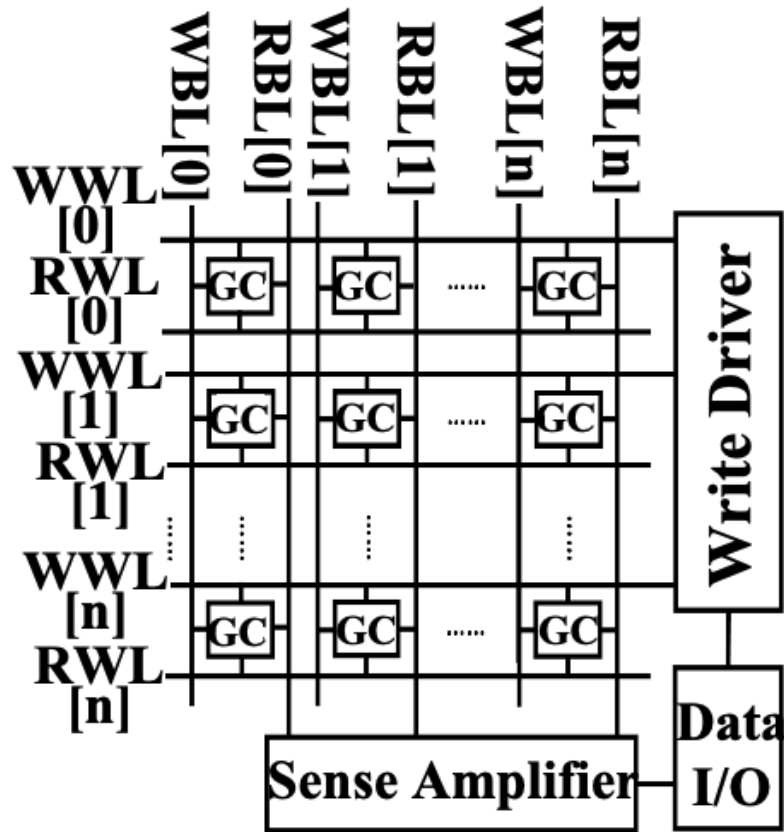 WBL[0]
RBL[0]
WBL[1]
RBL[1]
WBL[n]
RBL[n]
WWL
[0]
RWL
[0]
WWL
[1]
RWL
[1]
WWL
[n]
RWL
[n]
GC
GC
......
GC
GC
GC
......
GC
......
......
......
......
GC
GC
......
GC
Write Driver
Sense Amplifier
Data
I/O